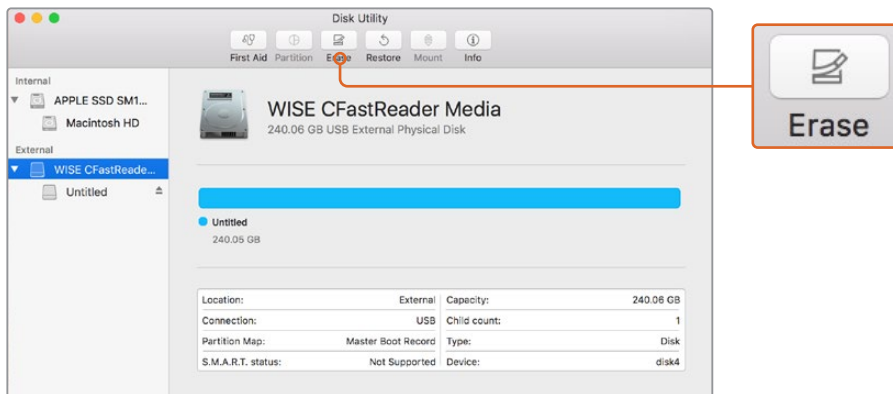 Disk Utility
First Aid Partition Erase Restore Mount Info
Erase
Internal
APPLE SSD SM1...
Macintosh HD
External
WISE CFastReade...
Untitled
WISE CFastReader Media
240.06 GB USB External Physical Disk
Untitled
240.05 GB
Location: External Capacity: 240.06 GB
Connection: USB Child count: 1
Partition Map: Master Boot Record Type: Disk
S.M.A.R.T. status: Not Supported Device: disk4